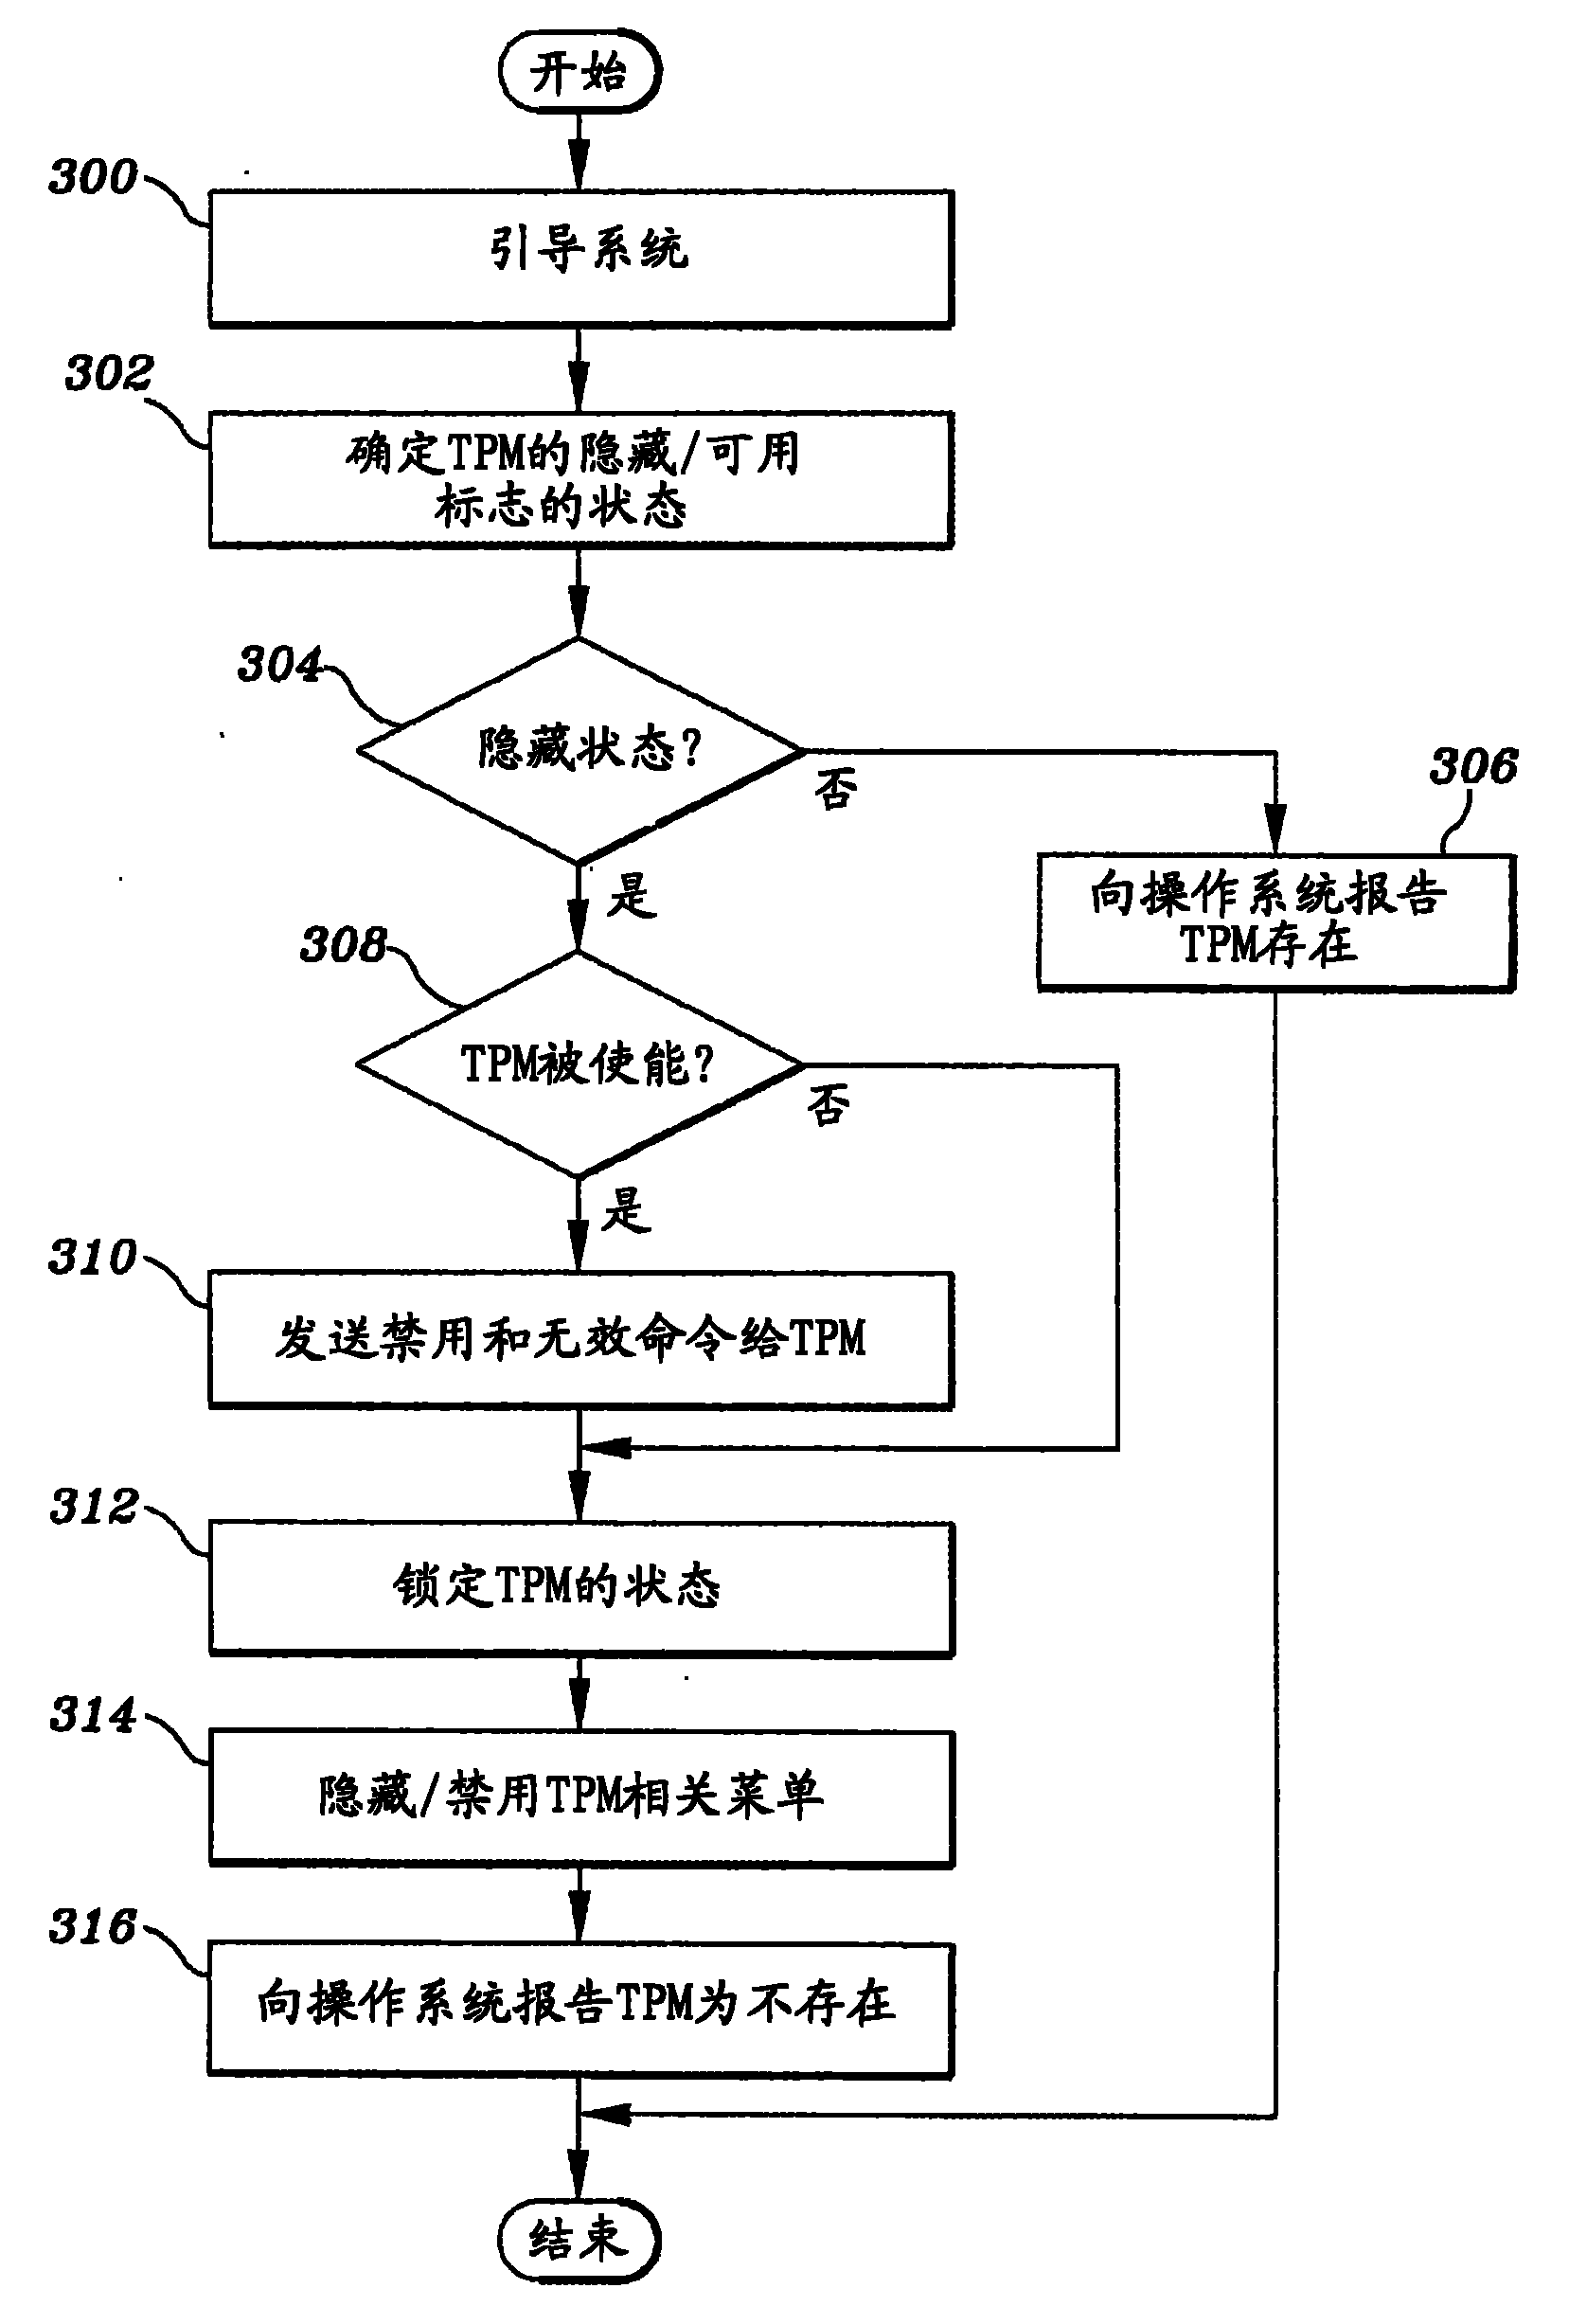 开始
300
引导系统
302
确定TPM的隐藏/可用
标志的状态
304
隐藏状态?
否
306
向操作系统报告
TPM存在
是
308
TPM被使能?
否
是
310
发送禁用和无效命令给TPM
312
锁定TPM的状态
314
隐藏/禁用TPM相关菜单
316
向操作系统报告TPM为不存在
结束